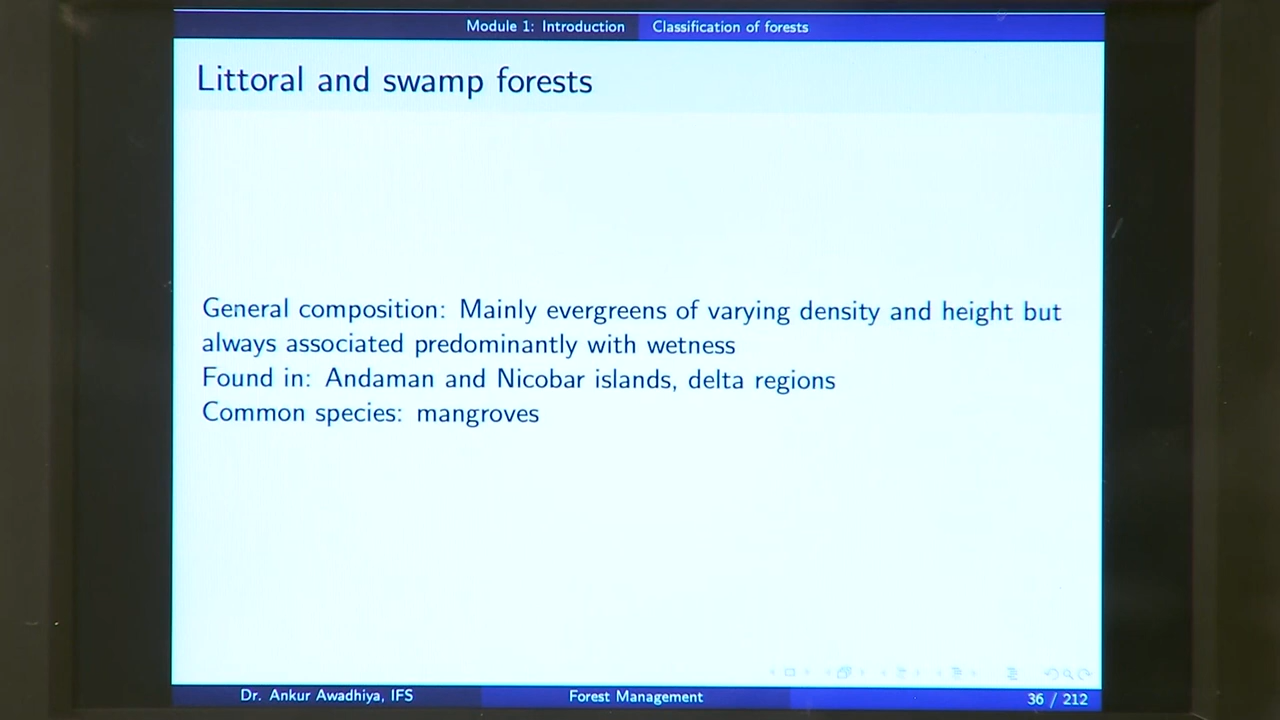 Module 1: Introduction Classification of forests
Littoral and swamp forests
General composition: Mainly evergreens of varying density and height but
always associated predominantly with wetness
Found in: Andaman and Nicobar islands, delta regions
Common species: mangroves
Dr. Ankur Awadhiya, IFS Forest Management 36 / 212